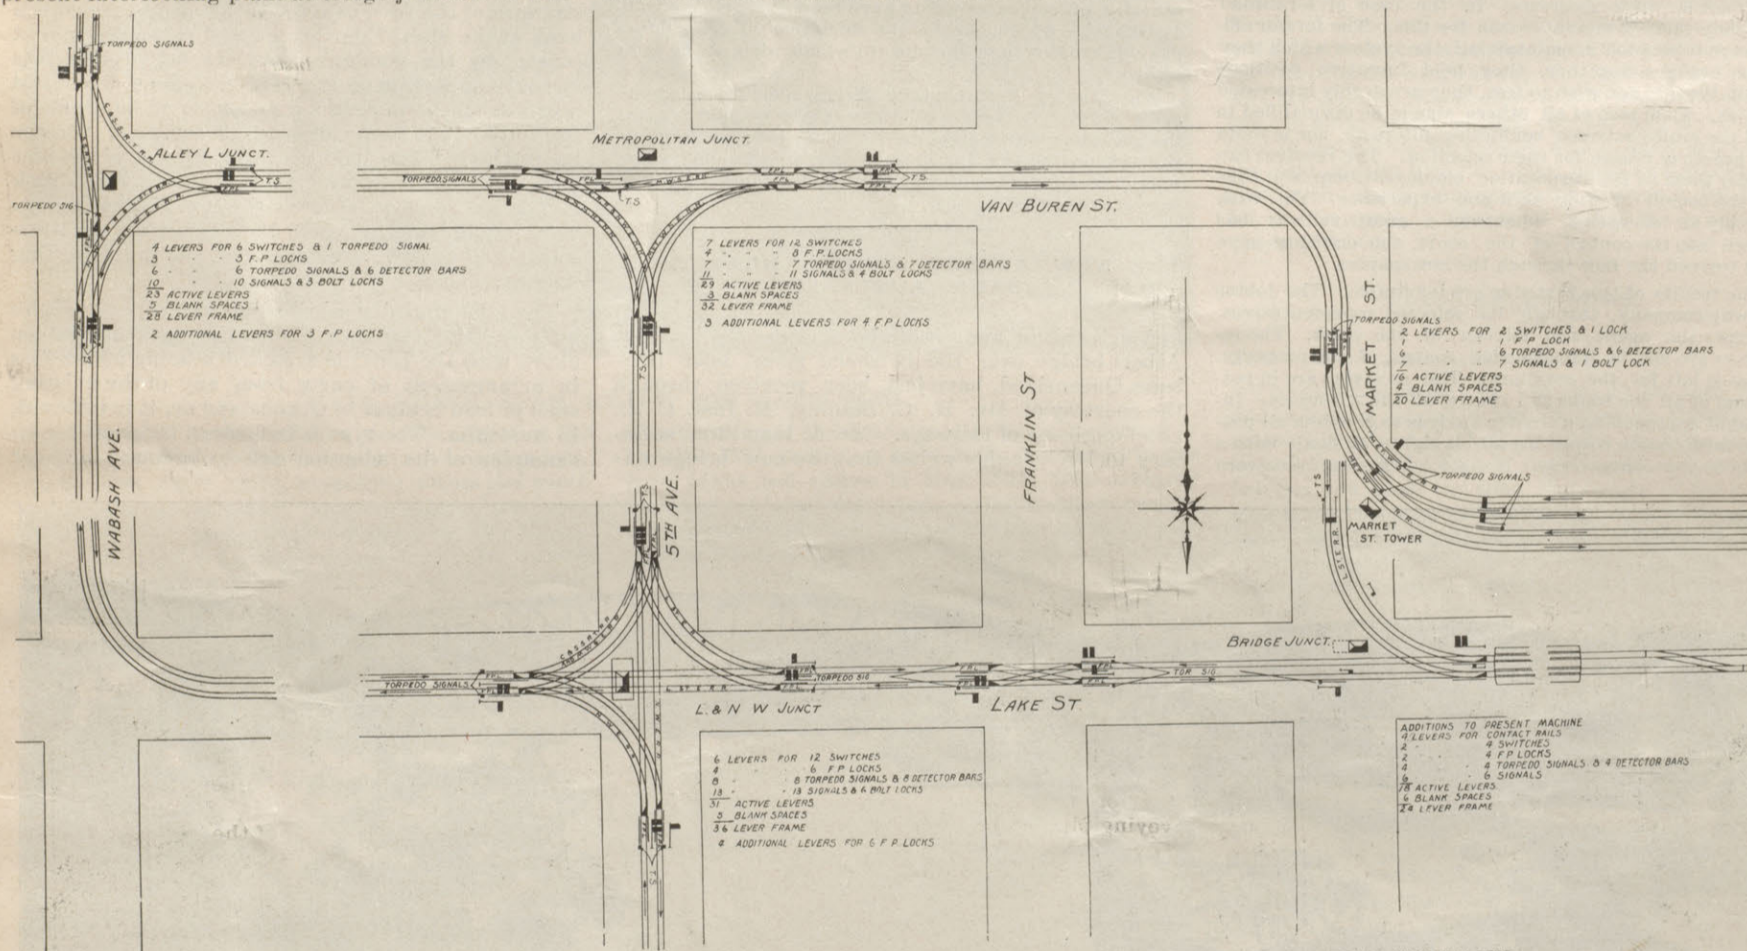 TORPEDO SIGNALS
CASERTN
ALLEY L JUNCT.
T.S
TORPEDO SIG
METROPOLITAN JUNCT.
TORPEDO SIGNALS
F.P.L
T.S
T.S
VAN BUREN ST.
4 LEVERS FOR 6 SWITCHES & 1 TORPEDO SIGNAL
3 " " 3 F.P LOCKS
6 " " 6 TORPEDO SIGNALS & 6 DETECTOR BARS
10 " " 10 SIGNALS & 3 BOLT LOCKS
23 ACTIVE LEVERS
5 BLANK SPACES
28 LEVER FRAME
2 ADDITIONAL LEVERS FOR 3 F.P LOCKS
7 LEVERS FOR 12 SWITCHES
4 " " 8 F.P. LOCKS
7 " " 7 TORPEDO SIGNALS & 7 DETECTOR BARS
11 " " 11 SIGNALS & 4 BOLT LOCKS
29 ACTIVE LEVERS
3 BLANK SPACES
32 LEVER FRAME
3 ADDITIONAL LEVERS FOR 4 F.P LOCKS
T.S
WABASH AVE.
5TH AVE.
T.S
FRANKLIN ST
MARKET ST.
TORPEDO SIGNALS
2 LEVERS FOR 2 SWITCHES & 1 LOCK
1 " " 1 F P LOCK
6 " " 6 TORPEDO SIGNALS & 6 DETECTOR BARS
7 " " 7 SIGNALS & 1 BOLT LOCK
16 ACTIVE LEVERS
4 BLANK SPACES
20 LEVER FRAME
TORPEDO SIGNALS
T S
MARKET
ST. TOWER
L ST E RR.
BRIDGE JUNCT.
TORPEDO SIGNALS
TORPEDO SIG
TOR SIG
L. & N W JUNCT
LAKE ST
6 LEVERS FOR 12 SWITCHES
4 " " 6 F.P LOCKS
8 " " 8 TORPEDO SIGNALS & 8 DETECTOR BARS
13 " " 13 SIGNALS & 6 BOLT LOCKS
31 ACTIVE LEVERS
5 BLANK SPACES
36 LEVER FRAME
4 ADDITIONAL LEVERS FOR 6 F P. LOCKS
T S
ADDITIONS TO PRESENT MACHINE
4 LEVERS FOR CONTACT RAILS
2 " " 4 SWITCHES
2 " " 4 F P LOCKS
4 " " 4 TORPEDO SIGNALS & 4 DETECTOR BARS
6 " " 6 SIGNALS
18 ACTIVE LEVERS
6 BLANK SPACES
24 LEVER FRAME